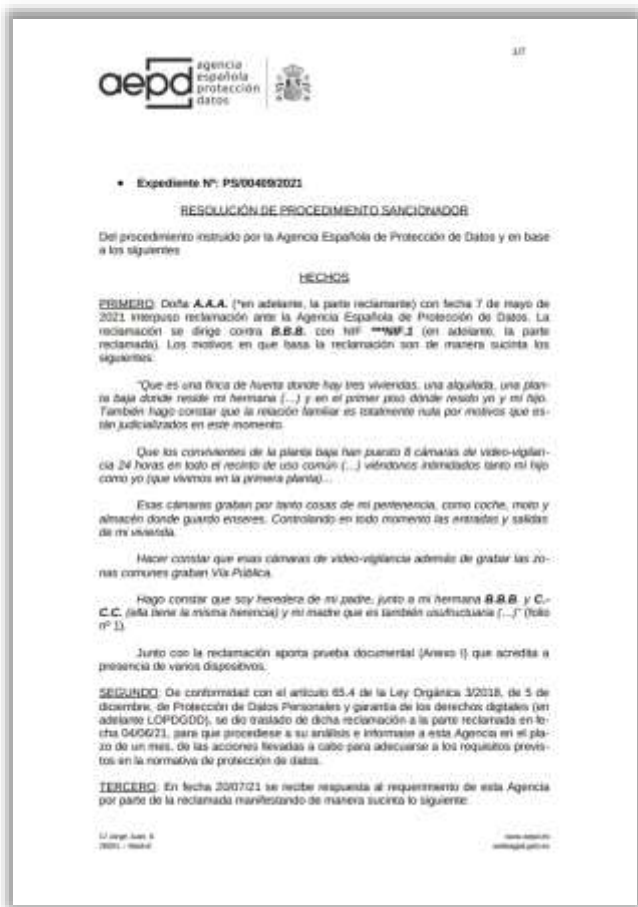 1/7
aepd
agencia
española
protección
datos
• Expediente Nº: PS/00409/2021
RESOLUCIÓN DE PROCEDIMIENTO SANCIONADOR
Del procedimiento instruido por la Agencia Española de Protección de Datos y en base
a los siguientes
HECHOS
PRIMERO: Doña A.A.A. (*en adelante, la parte reclamante) con fecha 7 de mayo de
2021 interpuso reclamación ante la Agencia Española de Protección de Datos. La
reclamación se dirige contra B.B.B. con NIF ***NIF.1 (en adelante, la parte
reclamada). Los motivos en que basa la reclamación son de manera sucinta los
siguientes:
“Que es una finca de huerta donde hay tres viviendas, una alquilada, una plan-
ta baja donde reside mi hermana (…) y en el primer piso dónde resido yo y mi hijo.
También hago constar que la relación familiar es totalmente nula por motivos que es-
tán judicializados en este momento.
Que los convivientes de la planta baja han puesto 8 cámaras de video-vigilan-
cia 24 horas en todo el recinto de uso común (…) viéndonos intimidados tanto mi hijo
como yo (que vivimos en la primera planta)…
Esas cámaras graban por tanto cosas de mi pertenencia, como coche, moto y
almacén donde guardo enseres. Controlando en todo momento las entradas y salidas
de mi vivienda.
Hacer constar que esas cámaras de video-vigilancia además de grabar las zo-
nas comunes graban Vía Pública.
Hago constar que soy heredera de mi padre, junto a mi hermana B.B.B. y C.-
C.C. (ella tiene la misma herencia) y mi madre que es también usufructuaria (…)” (folio
nº 1).
Junto con la reclamación aporta prueba documental (Anexo I) que acredita a
presencia de varios dispositivos.
SEGUNDO: De conformidad con el artículo 65.4 de la Ley Orgánica 3/2018, de 5 de
diciembre, de Protección de Datos Personales y garantía de los derechos digitales (en
adelante LOPDGDD), se dio traslado de dicha reclamación a la parte reclamada en fe-
cha 04/06/21, para que procediese a su análisis e informase a esta Agencia en el pla-
zo de un mes, de las acciones llevadas a cabo para adecuarse a los requisitos previs-
tos en la normativa de protección de datos.
TERCERO: En fecha 20/07/21 se recibe respuesta al requerimiento de esta Agencia
por parte de la reclamada manifestando de manera sucinta lo siguiente:
C/ Jorge Juan, 6
28001 – Madrid
www.aepd.es
sedeagpd.gob.es